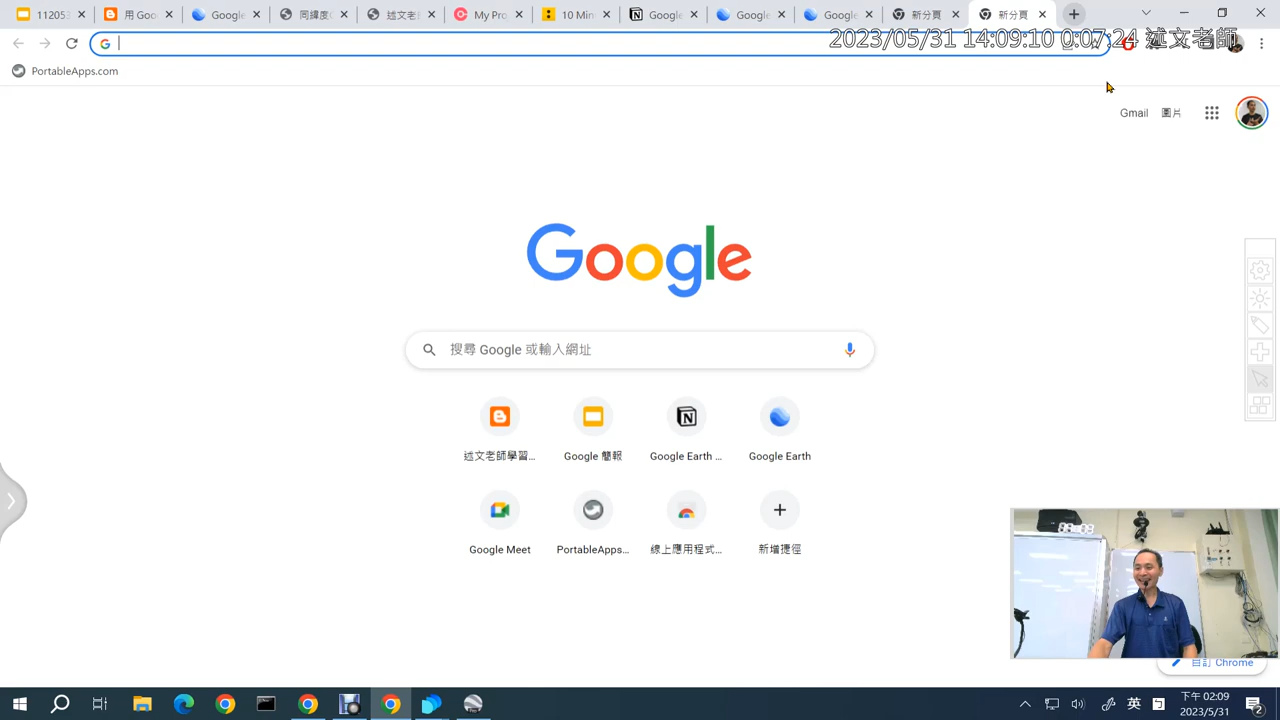 11205
用 Goo
Google
同緯度
述文老
My Pro
10 Min
Google
Google
Google
新分頁
新分頁
2023/05/31 14:09:10 0:07:24 述文老師
PortableApps.com
Gmail
圖片
Google
搜尋 Google 或輸入網址
述文老師學習...
Google 簡報
Google Earth ...
Google Earth
Google Meet
PortableApps...
線上應用程式...
新增捷徑
自訂 Chrome
英
下午 02:09
2023/5/31
2